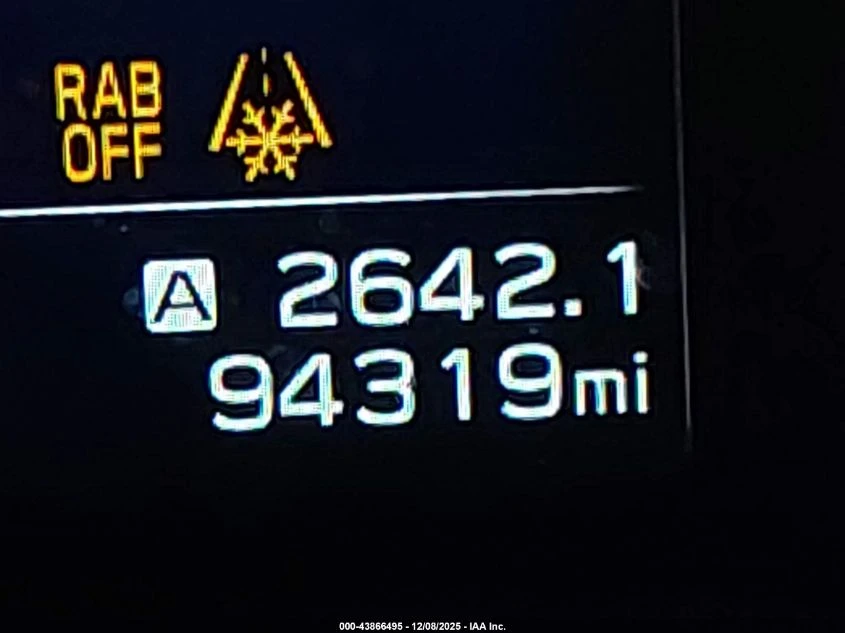 RAB
OFF
A 2642.1
94319mi
000-43866495 - 12/08/2025 - IAA Inc.